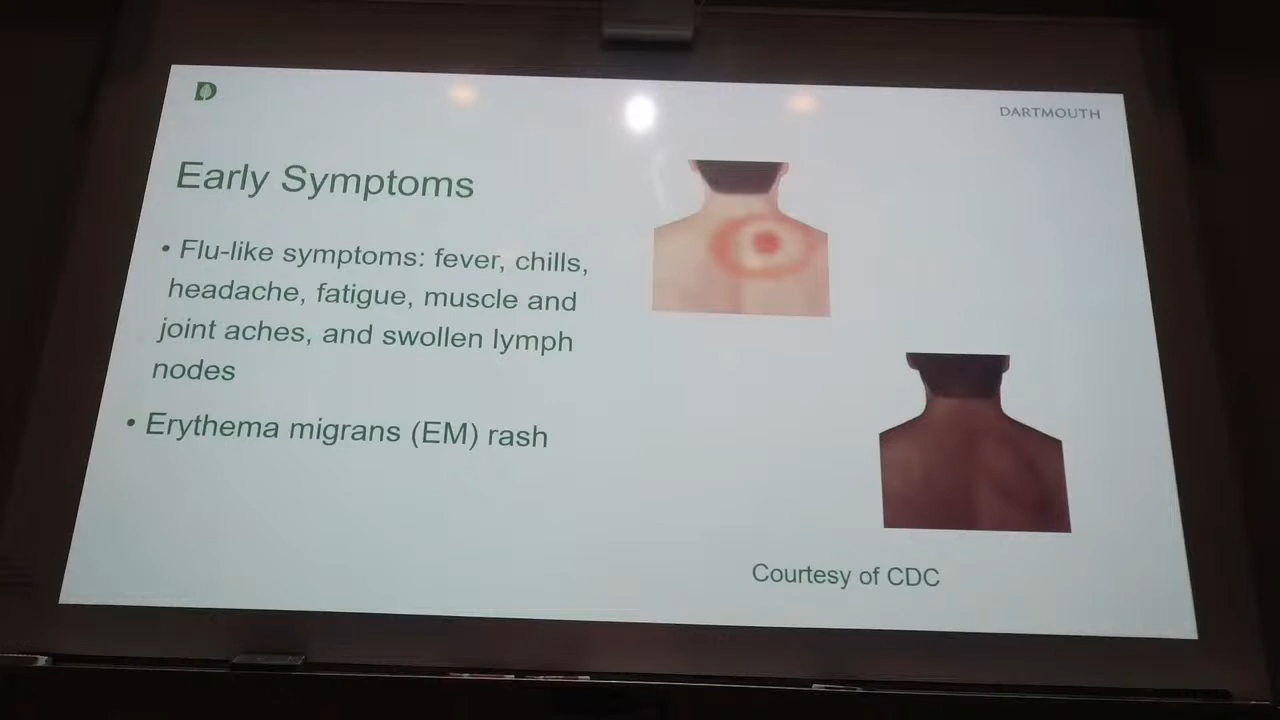 D
DARTMOUTH
Early Symptoms
• Flu-like symptoms: fever, chills,
headache, fatigue, muscle and
joint aches, and swollen lymph
nodes
• Erythema migrans (EM) rash
Courtesy of CDC